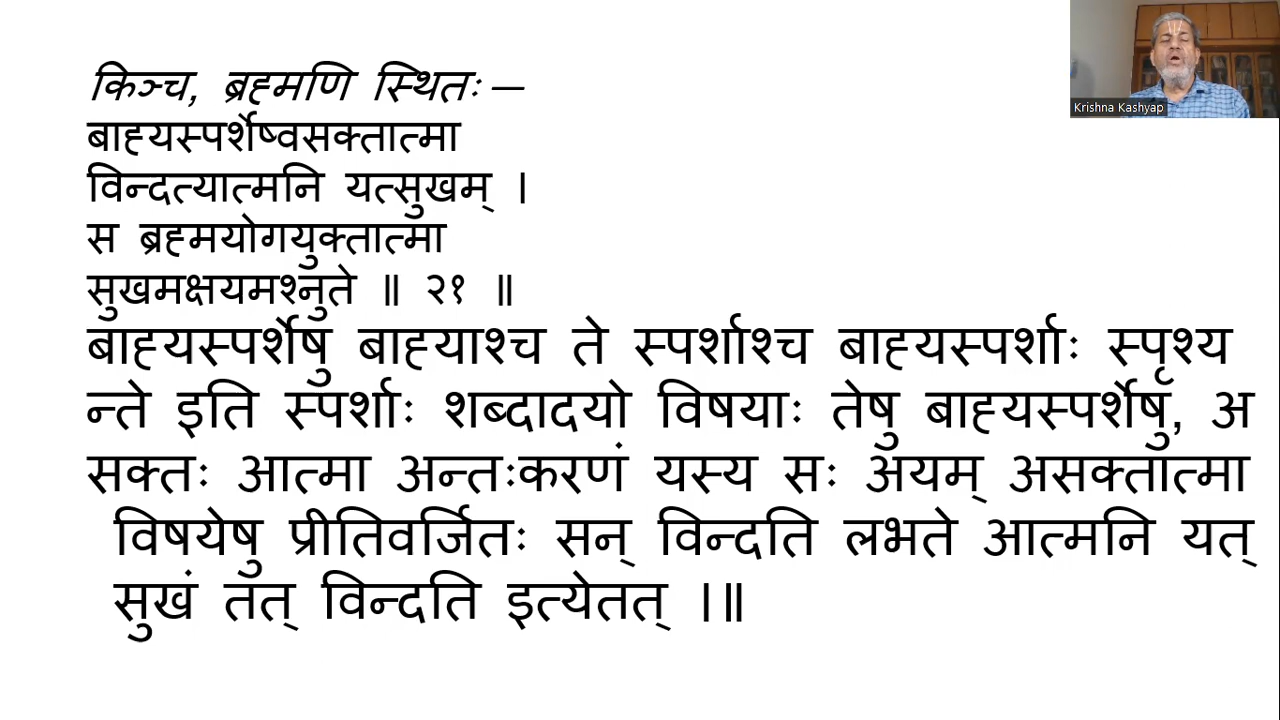 किञ्च, ब्रह्मणि स्थितः —
बाह्यस्पर्शेष्वसक्तात्मा
विन्दत्यात्मनि यत्सुखम् ।
स ब्रह्मयोगयुक्तात्मा
सुखमक्षयमश्नुते ॥ २१ ॥
बाह्यस्पर्शेषु बाह्याश्च ते स्पर्शाश्च बाह्यस्पर्शाः स्पृश्य
न्ते इति स्पर्शाः शब्दादयो विषयाः तेषु बाह्यस्पर्शेषु, अ
सक्तः आत्मा अन्तःकरणं यस्य सः अयम् असक्तात्मा
विषयेषु प्रीतिवर्जितः सन् विन्दति लभते आत्मनि यत्
सुखं तत् विन्दति इत्येतत् ।॥
Krishna Kashyap